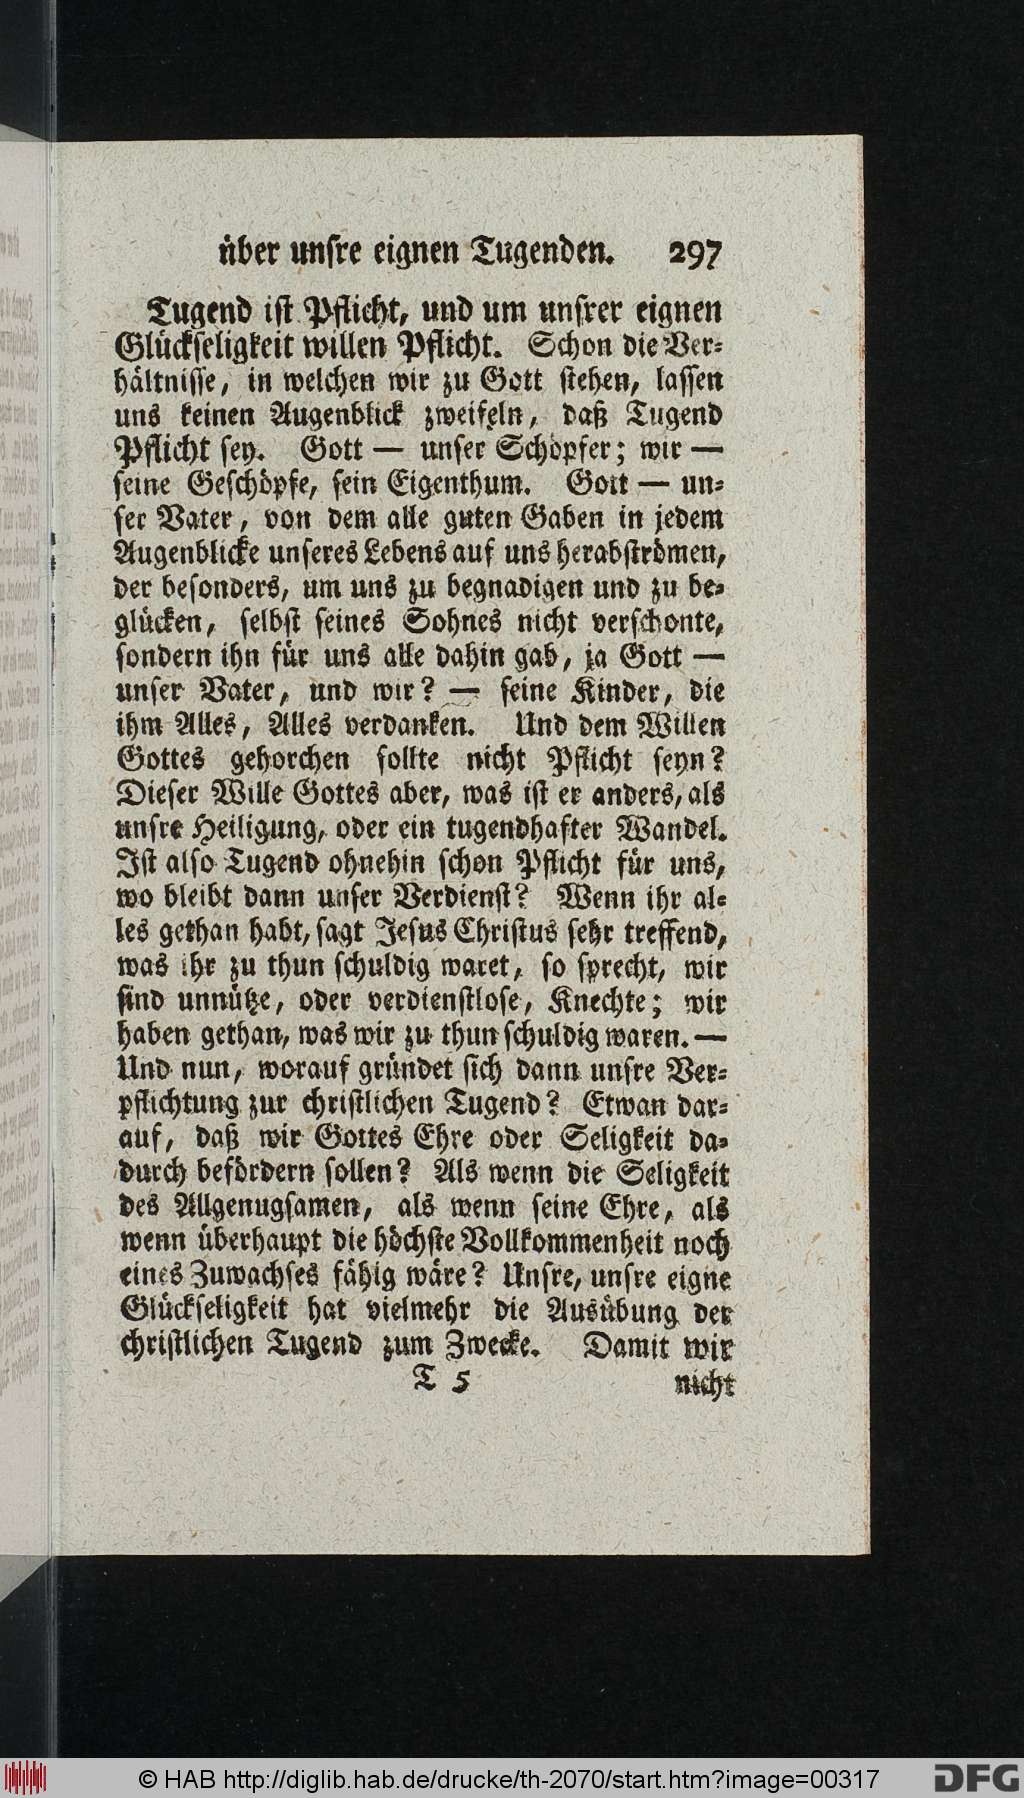 über unsre eignen Tugenden. 297
Tugend ist Pflicht, und um unsrer eignen
Glückseligkeit willen Pflicht. Schon die Ver-
hältnisse, in welchen wir zu Gott stehen, lassen
uns keinen Augenblick zweifeln, daß Tugend
Pflicht sey. Gott — unser Schöpfer; wir —
seine Geschöpfe, sein Eigenthum. Gott — un-
ser Vater, von dem alle guten Gaben in jedem
Augenblicke unseres Lebens auf uns herabströmen,
der besonders, um uns zu begnadigen und zu be-
glücken, selbst seines Sohnes nicht verschonte,
sondern ihn für uns alle dahin gab, ja Gott —
unser Vater, und wir? — seine Kinder, die
ihm Alles, Alles verdanken. Und dem Willen
Gottes gehorchen sollte nicht Pflicht seyn?
Dieser Wille Gottes aber, was ist er anders, als
unsre Heiligung, oder ein tugendhafter Wandel.
Ist also Tugend ohnehin schon Pflicht für uns,
wo bleibt dann unser Verdienst? Wenn ihr al-
les gethan habt, sagt Jesus Christus sehr treffend,
was ihr zu thun schuldig waret, so sprecht, wir
sind unnütze, oder verdienstlose, Knechte; wir
haben gethan, was wir zu thun schuldig waren. —
Und nun, worauf gründet sich dann unsre Ver-
pflichtung zur christlichen Tugend? Etwan dar-
auf, daß wir Gottes Ehre oder Seligkeit da-
durch befördern sollen? Als wenn die Seligkeit
des Allgenugsamen, als wenn seine Ehre, als
wenn überhaupt die höchste Vollkommenheit noch
eines Zuwachses fähig wäre? Unsre, unsre eigne
Glückseligkeit hat vielmehr die Ausübung der
christlichen Tugend zum Zwecke. Damit wir
T 5 nicht
© HAB http://diglib.hab.de/drucke/th-2070/start.htm?image=00317 DFG